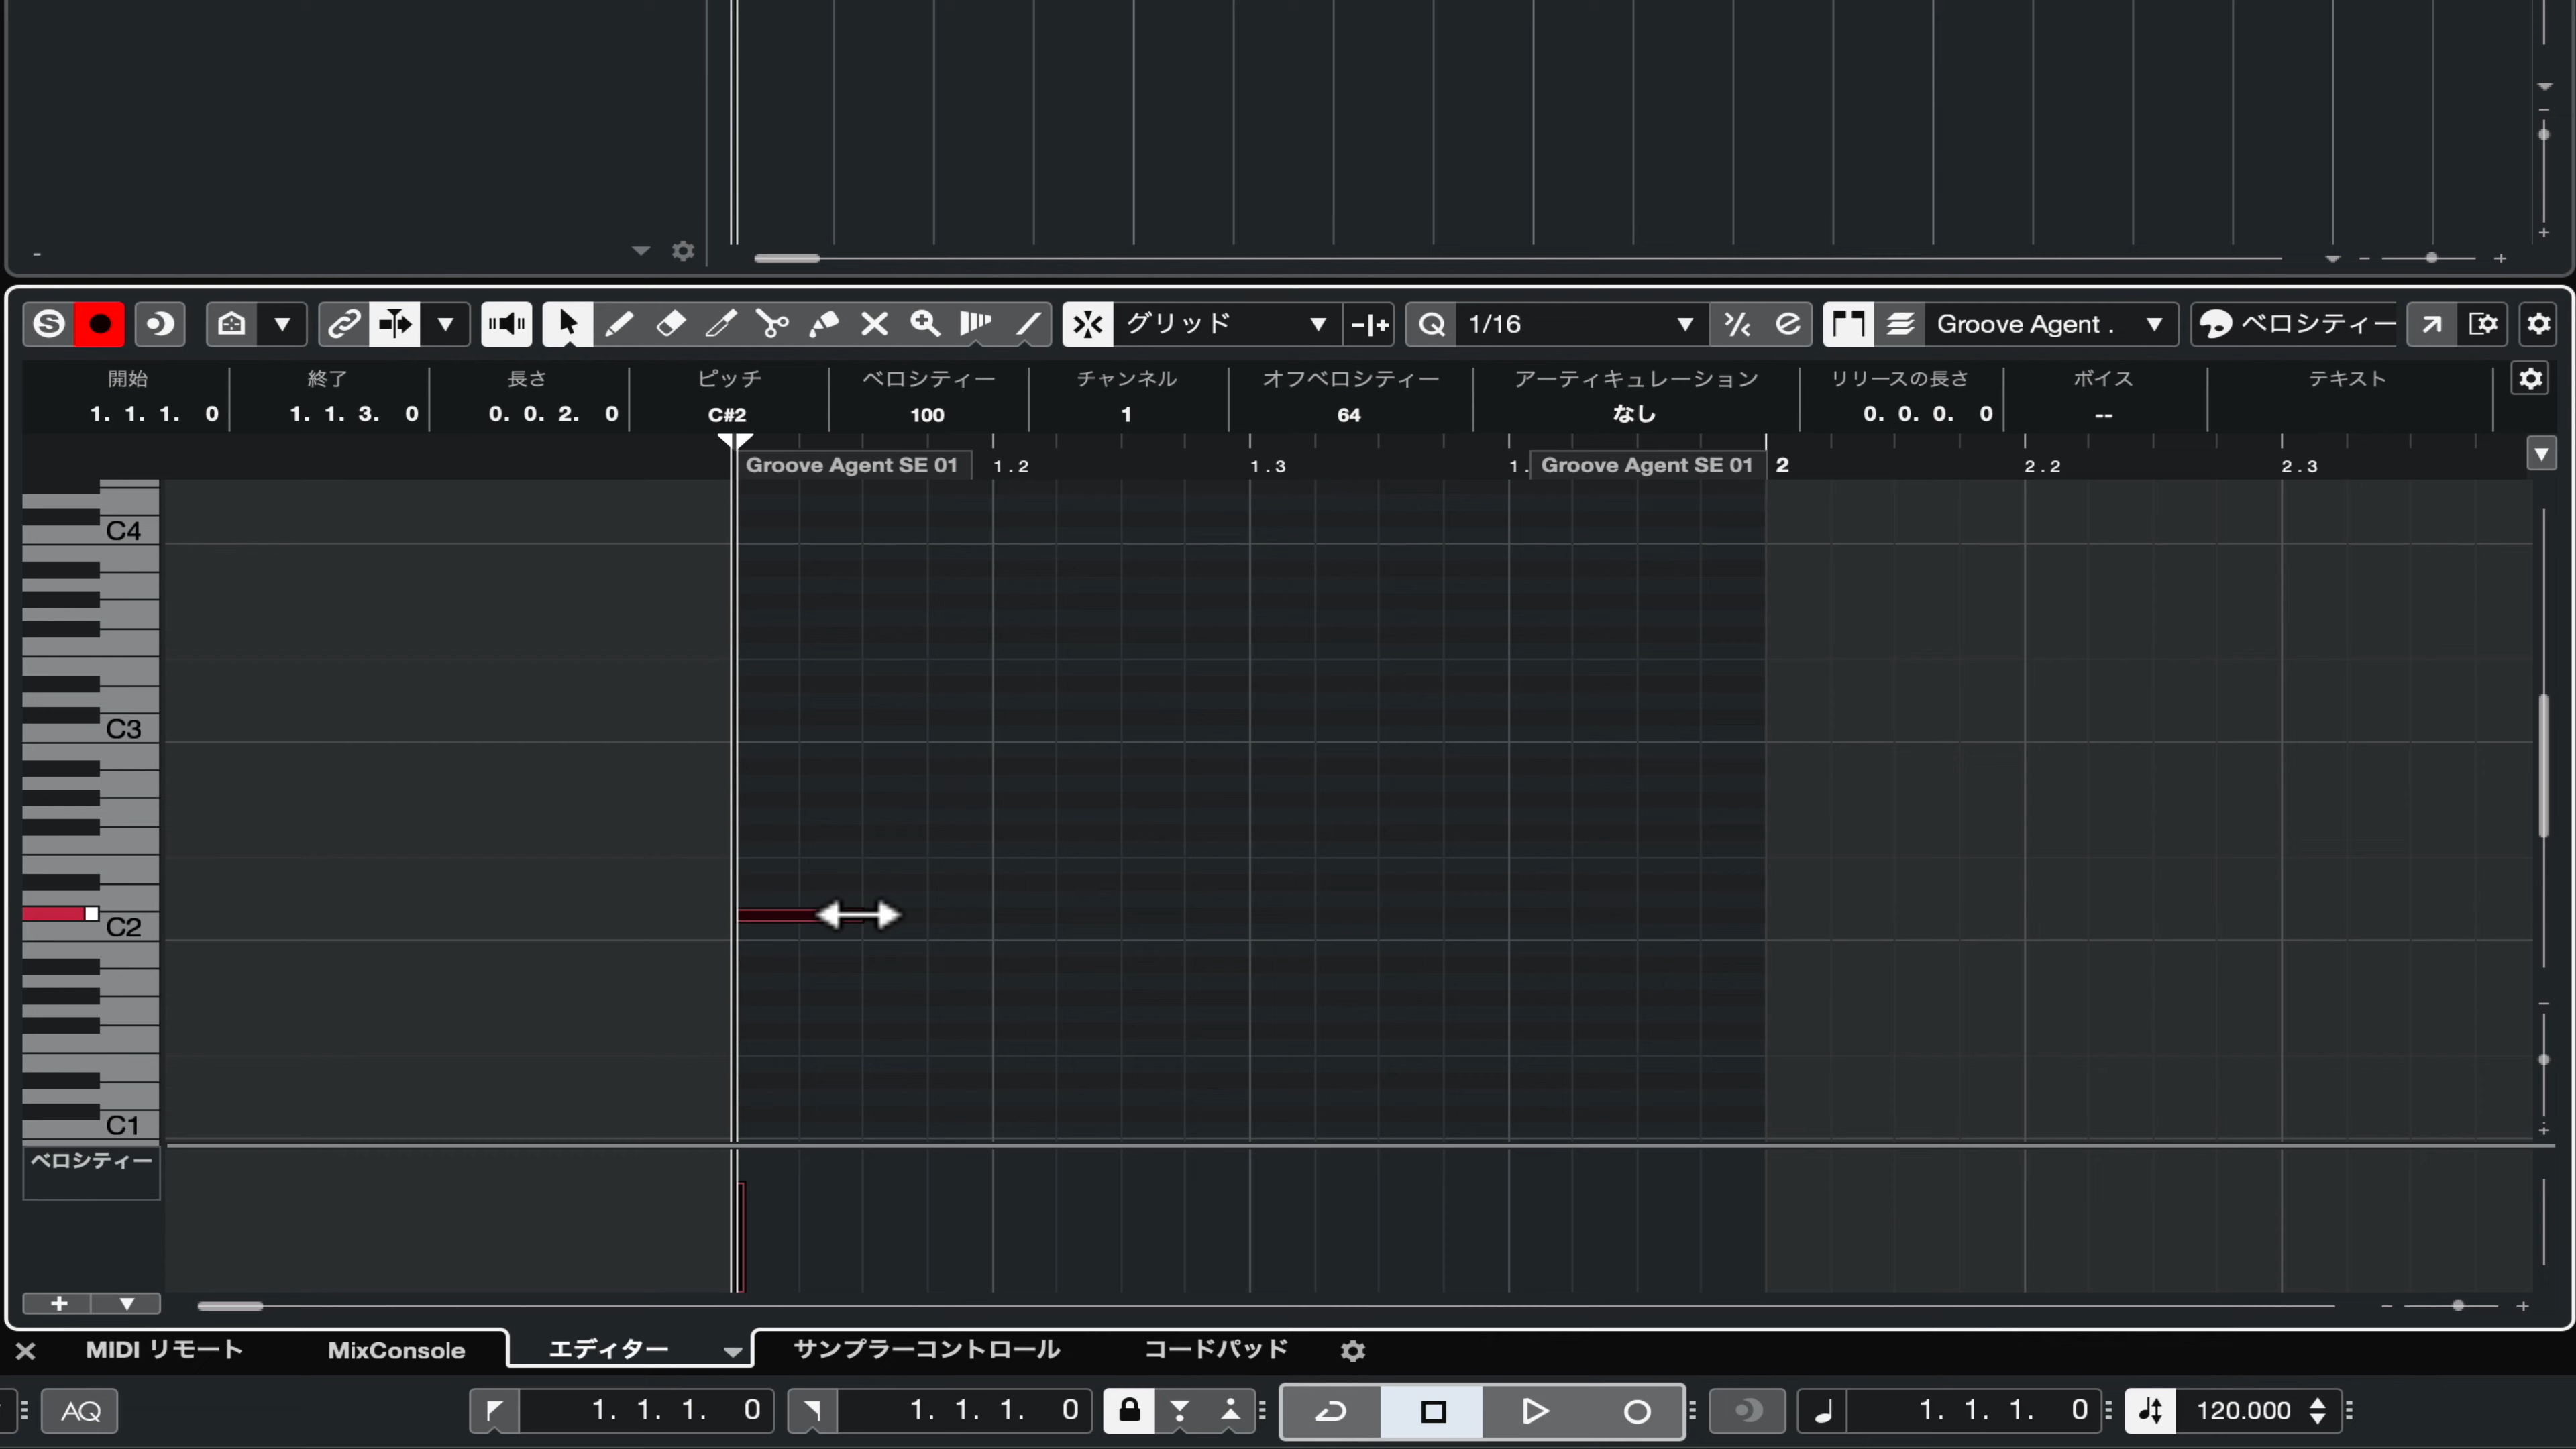 グリッド 1/16 Groove Agent . ベロシティー
開始 終了 長さ ピッチ ベロシティー チャンネル オフベロシティー アーティキュレーション リリースの長さ ボイス テキスト
1. 1. 1. 0 1. 1. 3. 0 0. 0. 2. 0 C#2 100 1 64 なし 0. 0. 0. 0 --
Groove Agent SE 01 1.2 1.3 1. Groove Agent SE 01 2 2.2 2.3
C4
C3
C2
C1
ベロシティー
MIDI リモート MixConsole エディター サンプラーコントロール コードパッド
AQ 1. 1. 1. 0 1. 1. 1. 0 1. 1. 1. 0 120.000